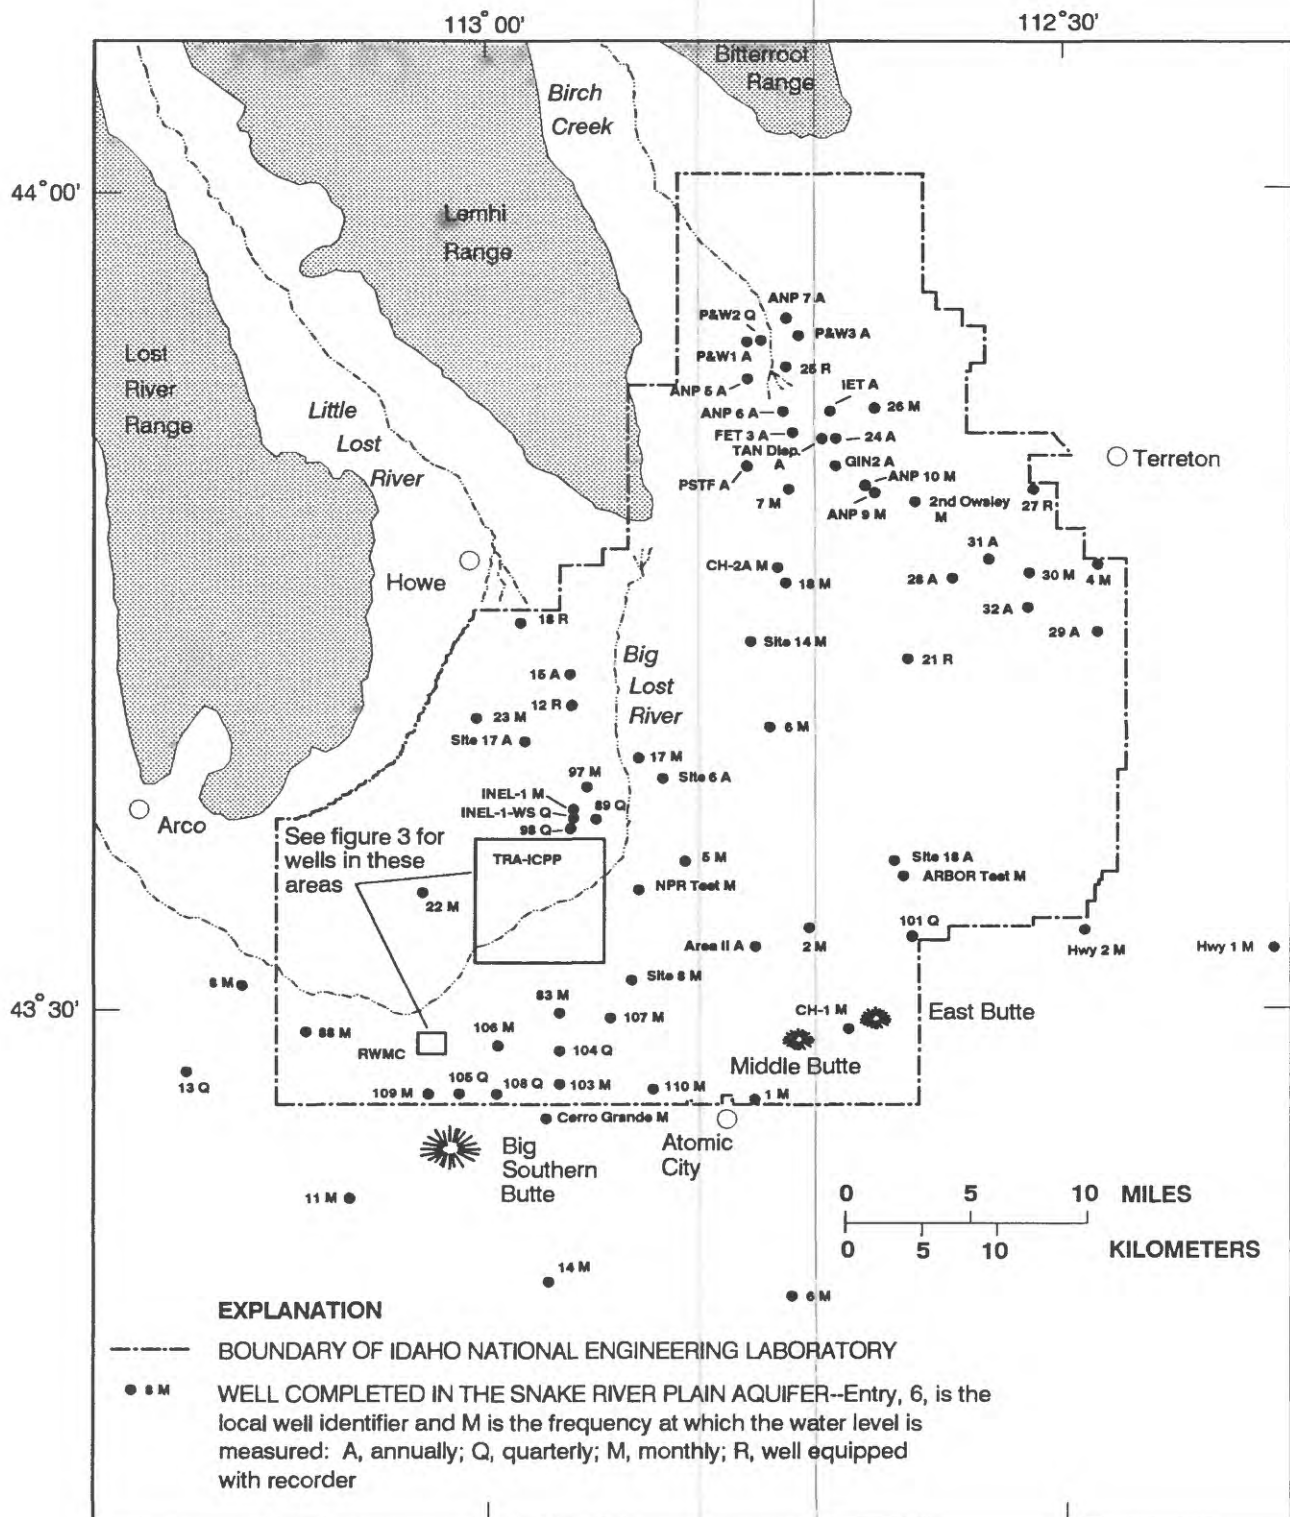 113°00'
112°30'
Bitterroot
Range
Birch
Creek
44°00'
Lemhi
Range
ANP 7 A
P&W2 Q
P&W3 A
P&W1 A
25 R
ANP 5 A
IET A
26 M
ANP 6 A
FET 3 A
TAN Disp.
A
24 A
GIN2 A
PSTF A
ANP 10 M
7 M
ANP 9 M
2nd Owsley
M
27 R
Terreton
Lost
River
Range
Little
Lost
River
Howe
31 A
CH-2A M
18 M
28 A
30 M
4 M
32 A
29 A
Site 14 M
21 R
Big
Lost
River
15 A
12 R
23 M
Site 17 A
6 M
17 M
Site 6 A
97 M
INEL-1 M
89 Q
INEL-1-WS Q
98 Q
Arco
See figure 3 for
wells in these
areas
TRA-ICPP
5 M
NPR Test M
22 M
Site 18 A
ARBOR Test M
101 Q
Area II A
2 M
Hwy 2 M
Hwy 1 M
Site 8 M
43°30'
83 M
107 M
CH-1 M
East Butte
88 M
106 M
RWMC
104 Q
Middle Butte
13 Q
109 M
105 Q
108 Q
103 M
110 M
1 M
Cerro Grande M
Atomic
City
Big
Southern
Butte
11 M
0 5 10 MILES
0 5 10 KILOMETERS
14 M
6 M
EXPLANATION
BOUNDARY OF IDAHO NATIONAL ENGINEERING LABORATORY
8 M
WELL COMPLETED IN THE SNAKE RIVER PLAIN AQUIFER--Entry, 6, is the
local well identifier and M is the frequency at which the water level is
measured: A, annually; Q, quarterly; M, monthly; R, well equipped
with recorder